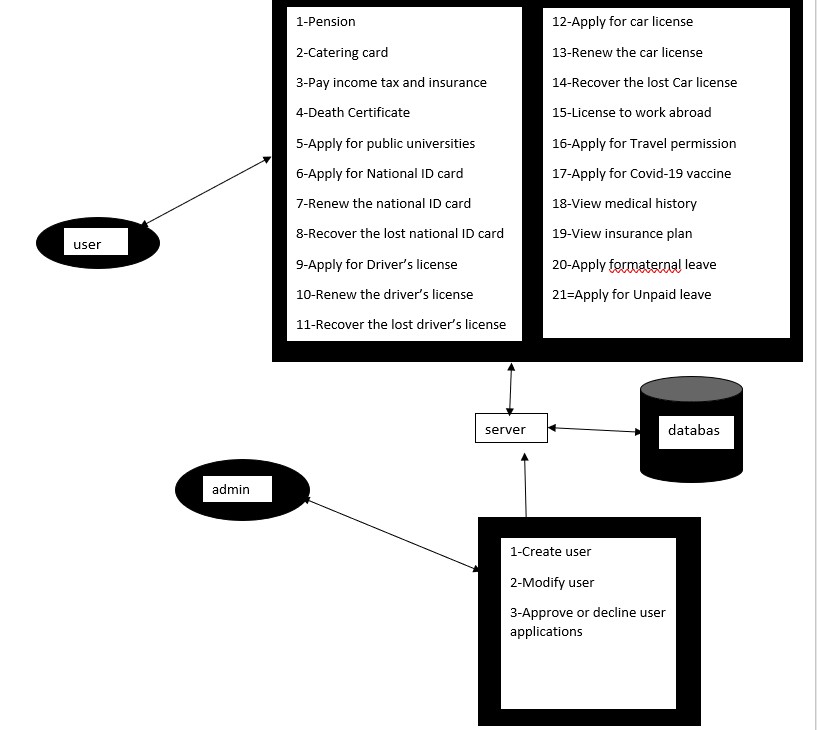 1-Pension
2-Catering card
3-Pay income tax and insurance
4-Death Certificate
5-Apply for public universities
6-Apply for National ID card
7-Renew the national ID card
8-Recover the lost national ID card
9-Apply for Driver’s license
10-Renew the driver’s license
11-Recover the lost driver’s license
12-Apply for car license
13-Renew the car license
14-Recover the lost Car license
15-License to work abroad
16-Apply for Travel permission
17-Apply for Covid-19 vaccine
18-View medical history
19-View insurance plan
20-Apply formaternal leave
21=Apply for Unpaid leave
user
server
databas
admin
1-Create user
2-Modify user
3-Approve or decline user
applications